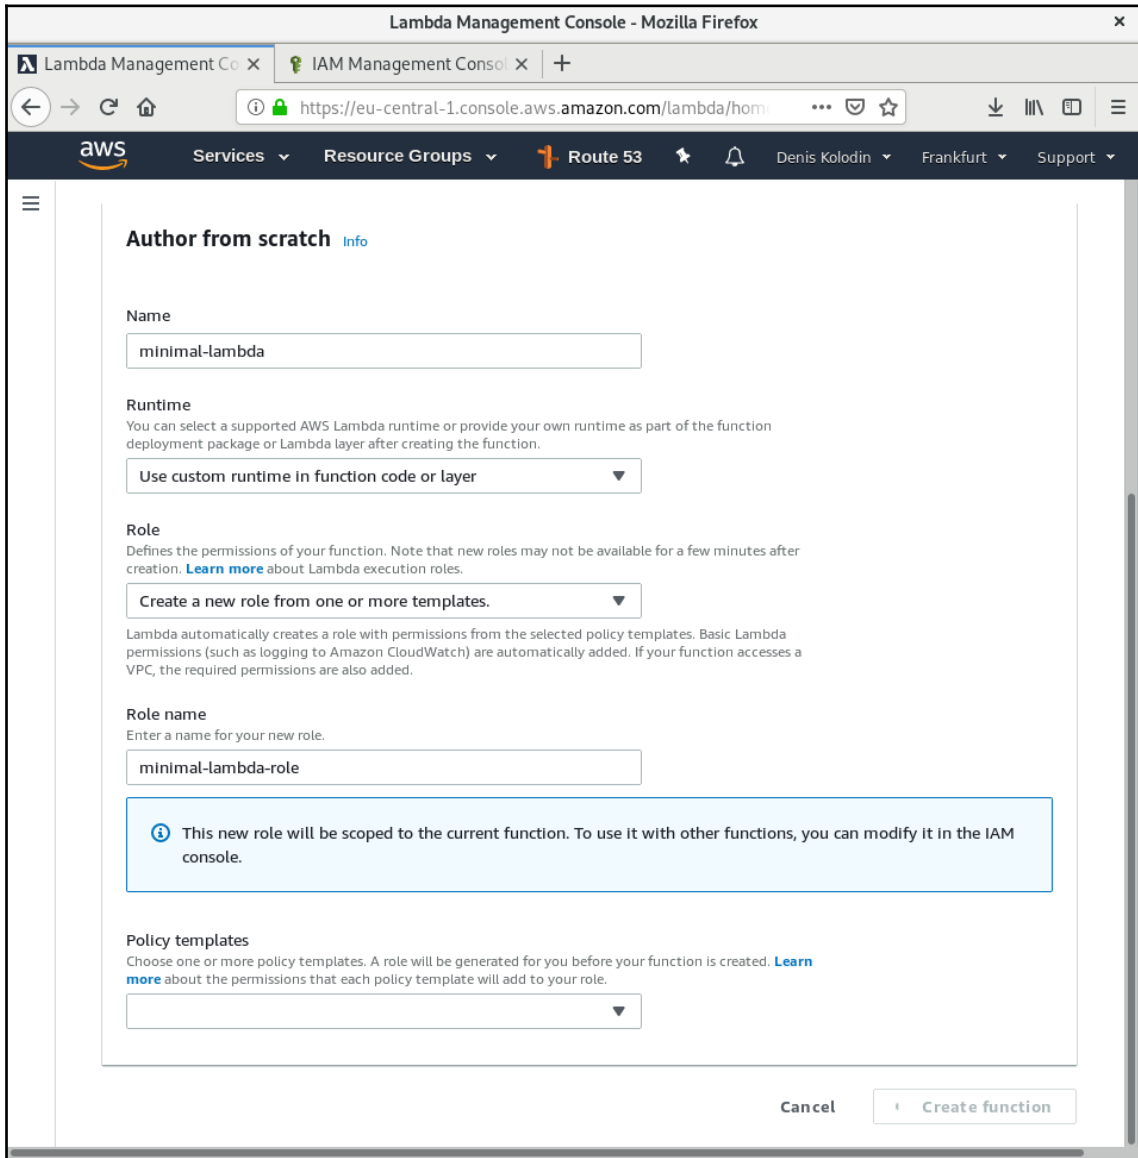 Lambda Management Console - Mozilla Firefox
Lambda Management Co
IAM Management Consol
https://eu-central-1.console.aws.amazon.com/lambda/hom
aws Services Resource Groups Route 53 Denis Kolodin Frankfurt Support
Author from scratch Info
Name
minimal-lambda
Runtime
You can select a supported AWS Lambda runtime or provide your own runtime as part of the function
deployment package or Lambda layer after creating the function.
Use custom runtime in function code or layer
Role
Defines the permissions of your function. Note that new roles may not be available for a few minutes after
creation. Learn more about Lambda execution roles.
Create a new role from one or more templates.
Lambda automatically creates a role with permissions from the selected policy templates. Basic Lambda
permissions (such as logging to Amazon CloudWatch) are automatically added. If your function accesses a
VPC, the required permissions are also added.
Role name
Enter a name for your new role.
minimal-lambda-role
This new role will be scoped to the current function. To use it with other functions, you can modify it in the IAM
console.
Policy templates
Choose one or more policy templates. A role will be generated for you before your function is created. Learn
more about the permissions that each policy template will add to your role.
Cancel Create function